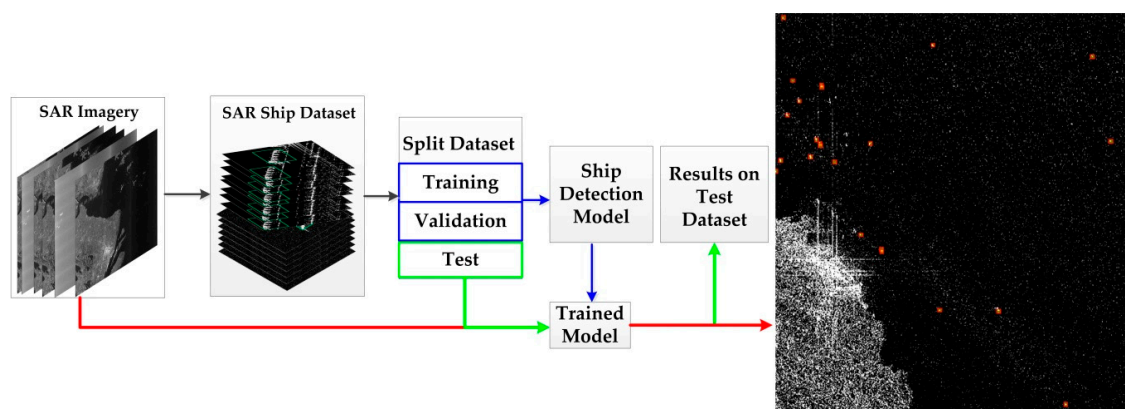 SAR Imagery
SAR Ship Dataset
Split Dataset
Training
Validation
Test
Ship
Detection
Model
Trained
Model
Results on
Test
Dataset